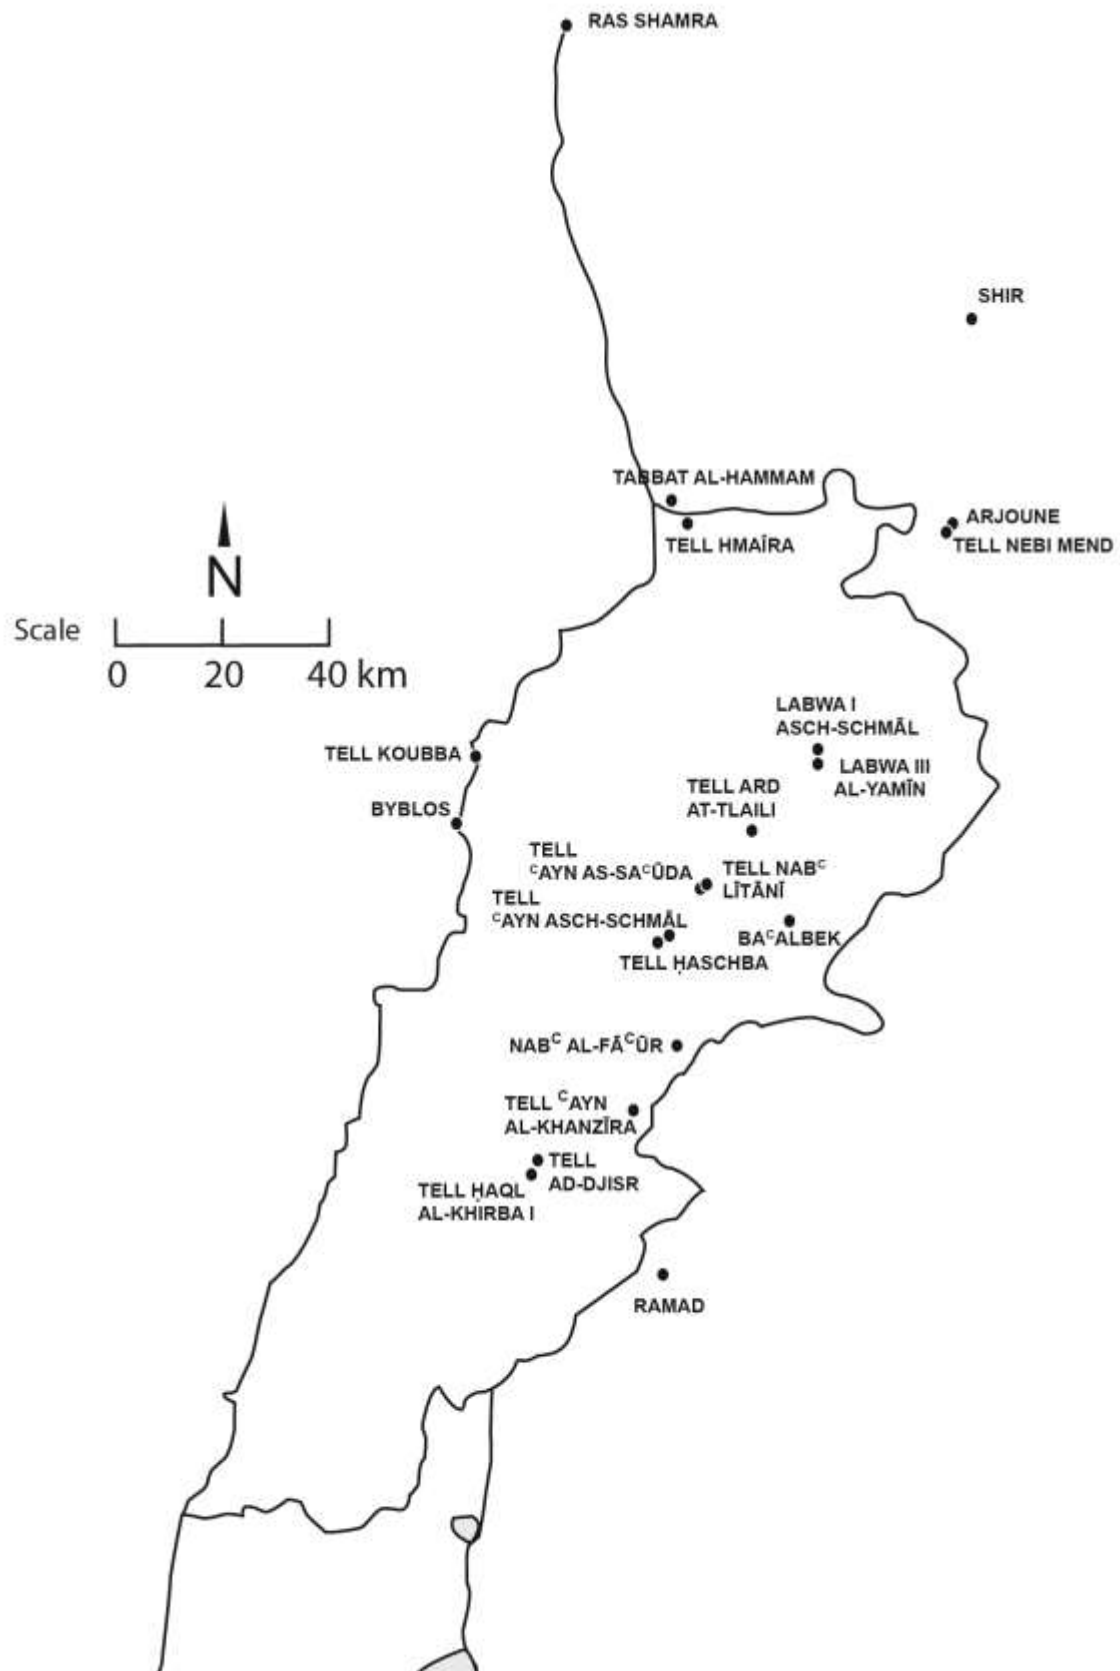 RAS SHAMRA
SHIR
TABBAT AL-HAMMAM
ARJOUNE
TELL HMAÎRA
TELL NEBI MEND
N
Scale
0 20 40 km
LABWA I
ASCH-SCHMĀL
TELL KOUBBA
LABWA III
AL-YAMĪN
TELL ARD
AT-TLAILI
BYBLOS
TELL
ᶜAYN AS-SAᶜŪDA
TELL NABᶜ
LĪTĀNĪ
TELL
ᶜAYN ASCH-SCHMĀL
BAᶜALBEK
TELL ḤASCHBA
NABᶜ AL-FĀᶜŪR
TELL ᶜAYN
AL-KHANZĪRA
TELL
AD-DJISR
TELL ḤAQL
AL-KHIRBA I
RAMAD